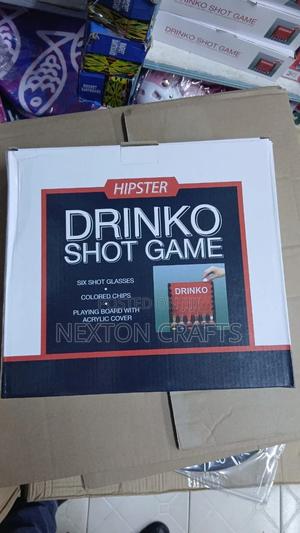 DRINKO SHOT GAME
DRINKO SHOT GAME
HIPSTER
DRINKO
SHOT GAME
SIX SHOT GLASSES
COLORED CHIPS
PLAYING BOARD WITH
ACRYLIC COVER
DRINKO
NEXTON CRAFTS